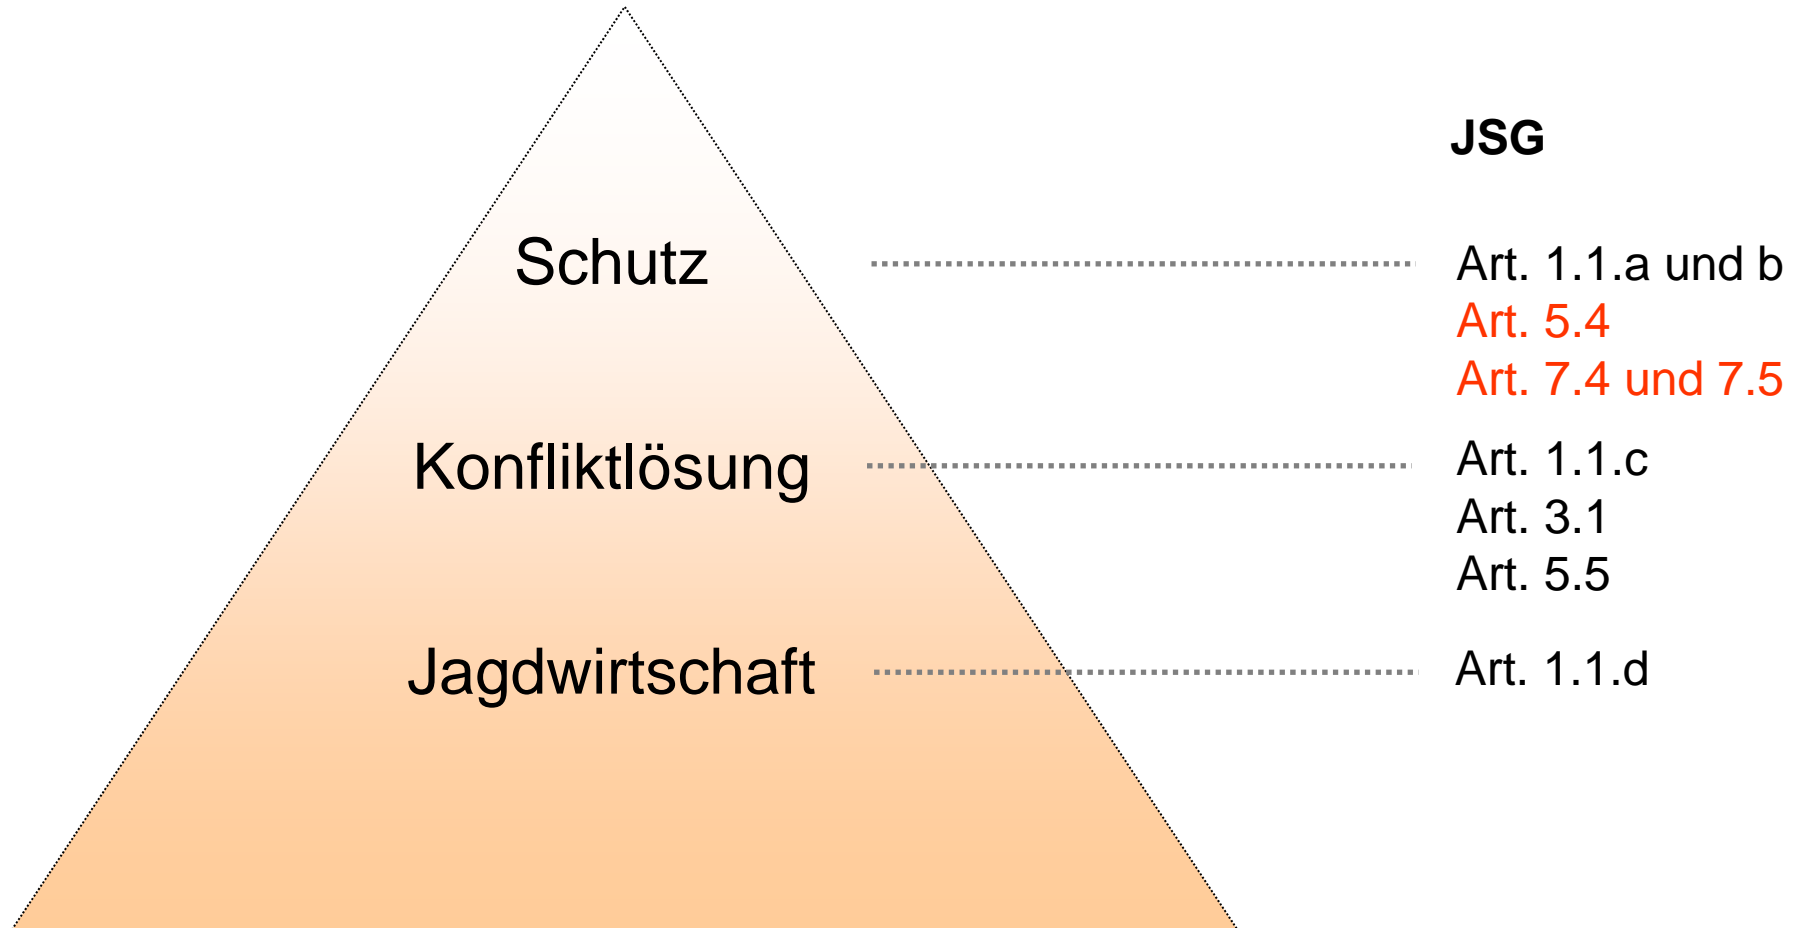 JSG
Schutz
Art. 1.1.a und b
Art. 5.4
Art. 7.4 und 7.5
Konfliktlösung
Art. 1.1.c
Art. 3.1
Art. 5.5
Jagdwirtschaft
Art. 1.1.d